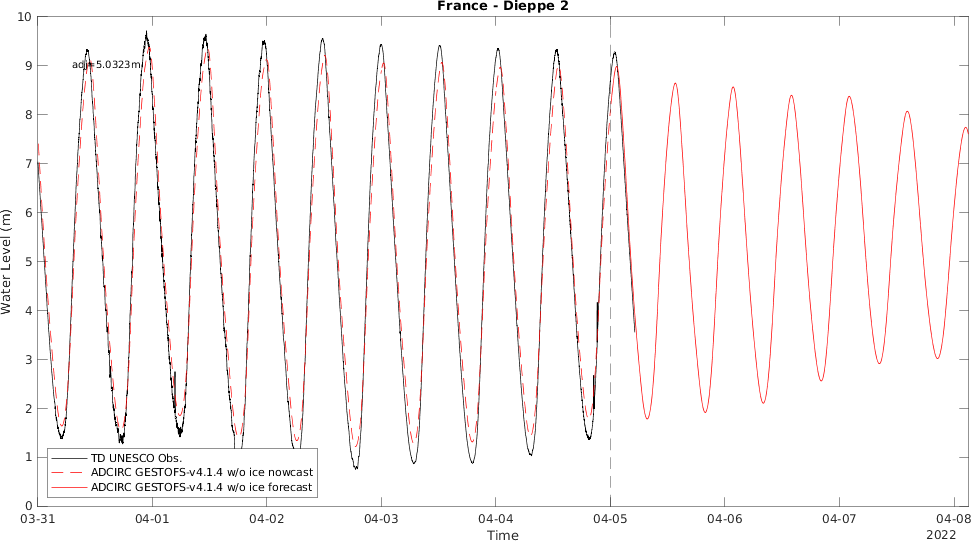 France - Dieppe 2
10
9
8
7
6
5
4
3
2
1
0
Water Level (m)
adj=5.0323m
TD UNESCO Obs.
ADCIRC GESTOFS-v4.1.4 w/o ice nowcast
ADCIRC GESTOFS-v4.1.4 w/o ice forecast
03-31 04-01 04-02 04-03 04-04 04-05 04-06 04-07 04-08
Time
2022